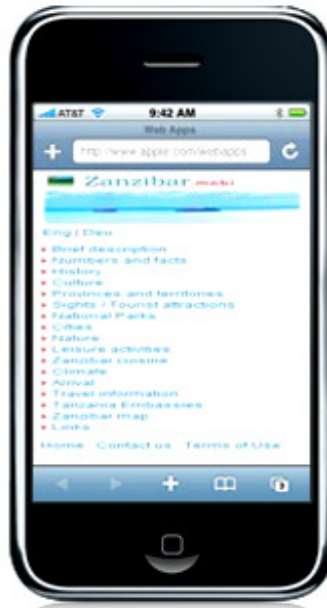 AT&T 9:42 AM
Web Apps
http://www.apple.com/webapps
Zanzibar.mobi
Eng | Deu
Brief description
Numbers and facts
History
Culture
Provinces and territories
Sights / Tourist attractions
National Parks
Cities
Nature
Leisure activities
Zanzibar cuisine
Climate
Arrival
Travel information
Tanzania Embassies
Zanzibar map
Links
Home Contact us Terms of Use